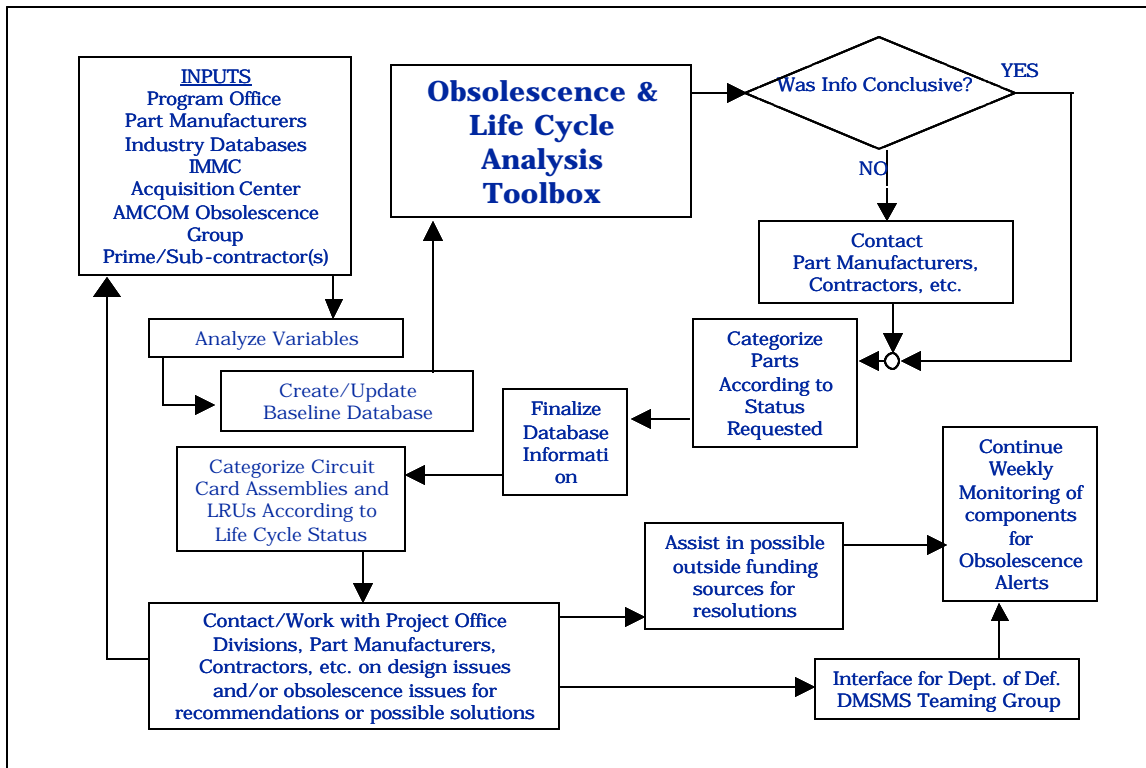 INPUTS
Program Office
Part Manufacturers
Industry Databases
IMMC
Acquisition Center
AMCOM Obsolescence
Group
Prime/Sub-contractor(s)
Obsolescence &
Life Cycle
Analysis
Toolbox
Was Info Conclusive?
YES
NO
Contact
Part Manufacturers,
Contractors, etc.
Analyze Variables
Create/Update
Baseline Database
Categorize
Parts
According to
Status
Requested
Finalize
Database
Informati
on
Categorize Circuit
Card Assemblies and
LRUs According to
Life Cycle Status
Contact/Work with Project Office
Divisions, Part Manufacturers,
Contractors, etc. on design issues
and/or obsolescence issues for
recommendations or possible solutions
Assist in possible
outside funding
sources for
resolutions
Interface for Dept. of Def.
DMSMS Teaming Group
Continue
Weekly
Monitoring of
components
for
Obsolescence
Alerts